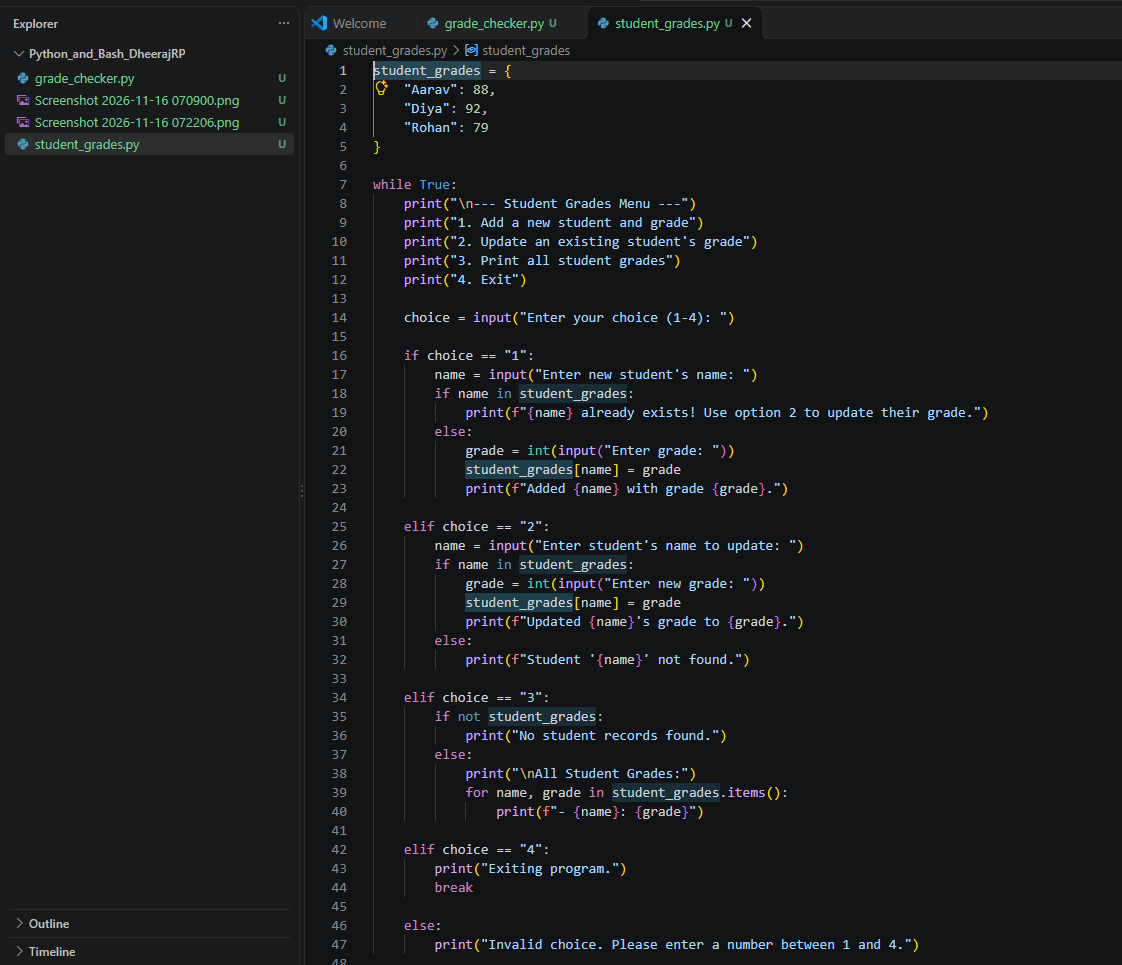 Explorer ...
Python_and_Bash_DheerajRP
grade_checker.py U
Screenshot 2026-11-16 070900.png U
Screenshot 2026-11-16 072206.png U
student_grades.py U
Outline
Timeline
Welcome grade_checker.py U student_grades.py U
student_grades.py > student_grades
1 student_grades = {
2     "Aarav": 88,
3     "Diya": 92,
4     "Rohan": 79
5 }
6
7 while True:
8     print("\n--- Student Grades Menu ---")
9     print("1. Add a new student and grade")
10     print("2. Update an existing student's grade")
11     print("3. Print all student grades")
12     print("4. Exit")
13
14     choice = input("Enter your choice (1-4): ")
15
16     if choice == "1":
17         name = input("Enter new student's name: ")
18         if name in student_grades:
19             print(f"{name} already exists! Use option 2 to update their grade.")
20         else:
21             grade = int(input("Enter grade: "))
22             student_grades[name] = grade
23             print(f"Added {name} with grade {grade}.")
24
25     elif choice == "2":
26         name = input("Enter student's name to update: ")
27         if name in student_grades:
28             grade = int(input("Enter new grade: "))
29             student_grades[name] = grade
30             print(f"Updated {name}'s grade to {grade}.")
31         else:
32             print(f"Student '{name}' not found.")
33
34     elif choice == "3":
35         if not student_grades:
36             print("No student records found.")
37         else:
38             print("\nAll Student Grades:")
39             for name, grade in student_grades.items():
40                 print(f"- {name}: {grade}")
41
42     elif choice == "4":
43         print("Exiting program.")
44         break
45
46     else:
47         print("Invalid choice. Please enter a number between 1 and 4.")
48